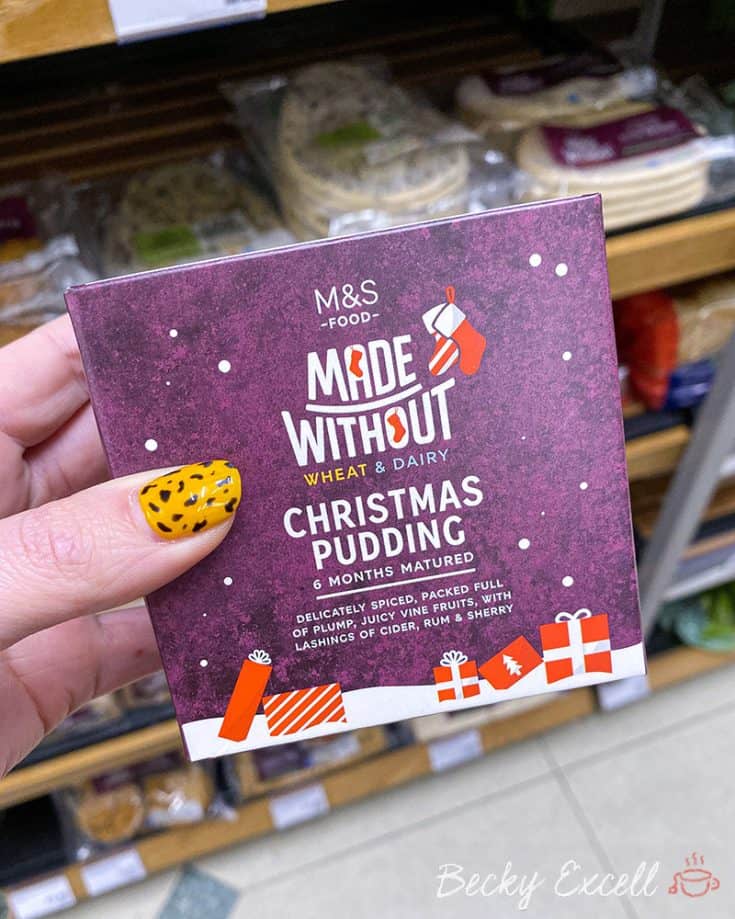 M&S
-FOOD-
MADE
WITHOUT
WHEAT & DAIRY
CHRISTMAS
PUDDING
6 MONTHS MATURED
DELICATELY SPICED, PACKED FULL
OF PLUMP, JUICY VINE FRUITS, WITH
LASHINGS OF CIDER, RUM & SHERRY
Becky Excell